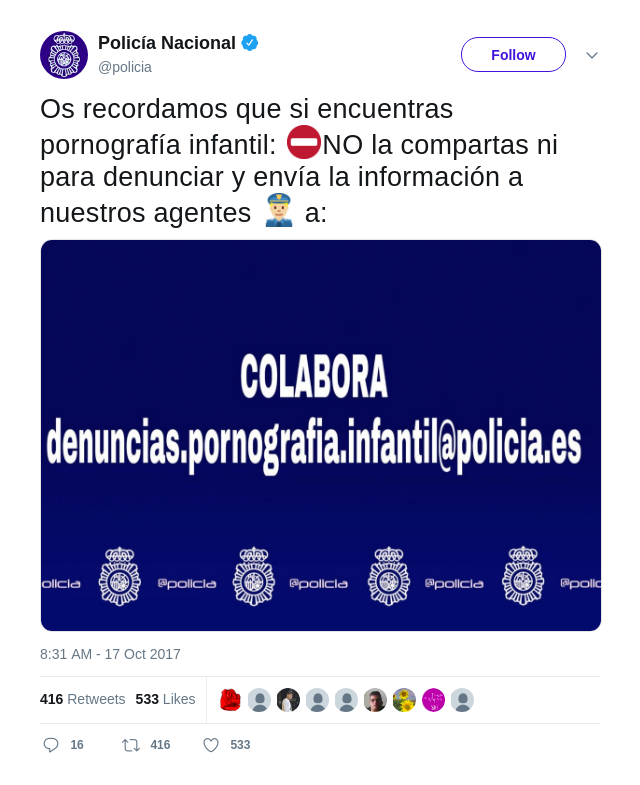 Policía Nacional
@policia
Follow
Os recordamos que si encuentras
pornografía infantil: ⛔NO la compartas ni
para denunciar y envía la información a
nuestros agentes 👮🏼 a:
COLABORA
denuncias.pornografia.infantil@policia.es
olicia @policia @policia @policia @polic
8:31 AM - 17 Oct 2017
416 Retweets 533 Likes
16 416 533